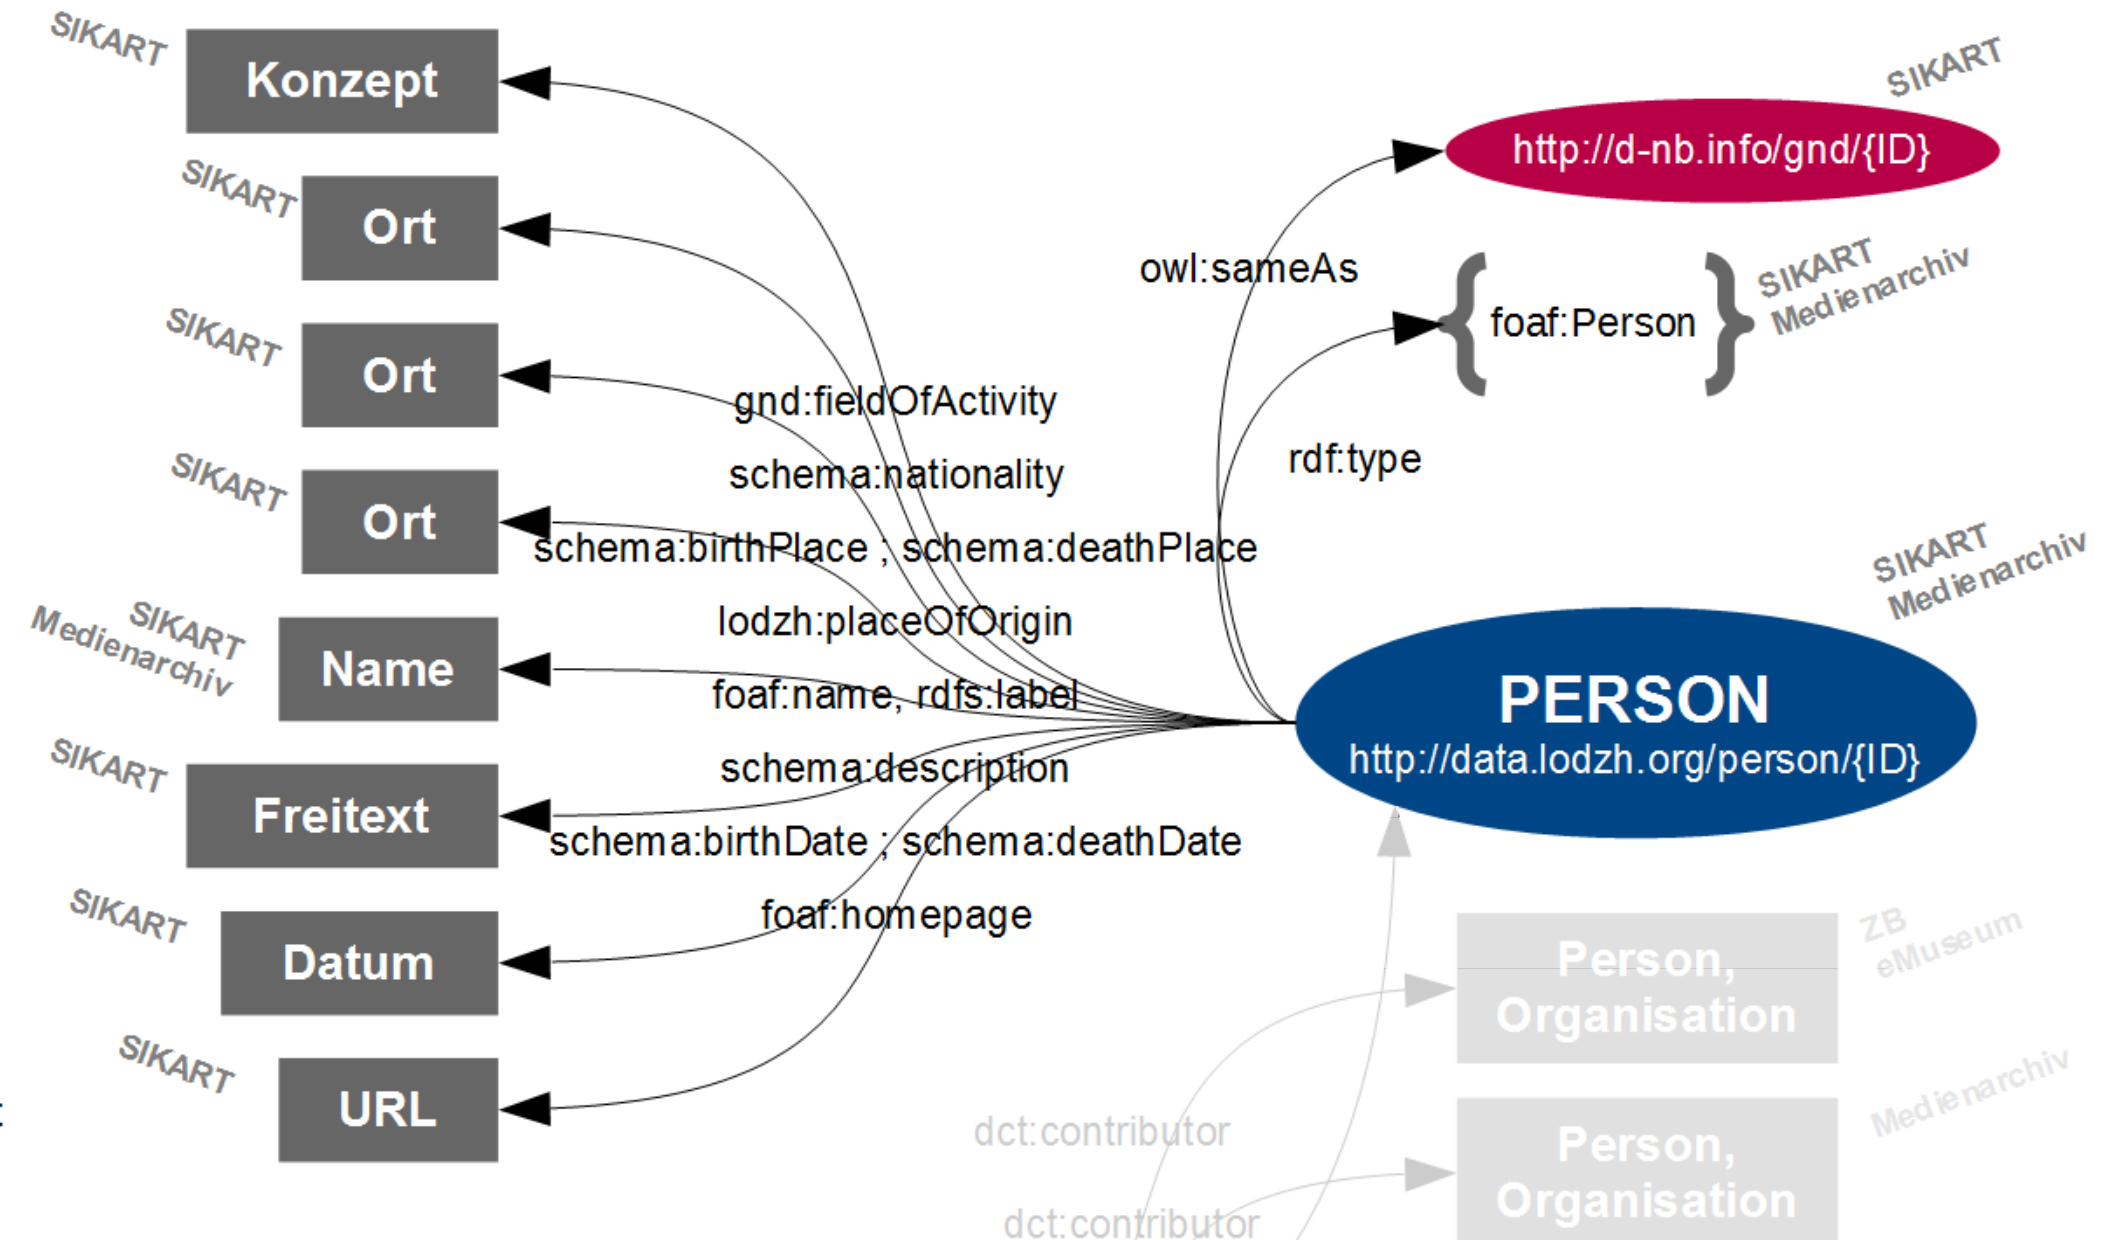 SIKART
Konzept
SIKART
Ort
SIKART
Ort
SIKART
Ort
SIKART
Medienarchiv
Name
SIKART
Freitext
SIKART
Datum
SIKART
URL
gnd:fieldOfActivity
schema:nationality
schema:birthPlace ; schema:deathPlace
lodzh:placeOfOrigin
foaf:name, rdfs:label
schema:description
schema:birthDate ; schema:deathDate
foaf:homepage
owl:sameAs
rdf:type
SIKART
http://d-nb.info/gnd/{ID}
{ foaf:Person }
SIKART
Medienarchiv
SIKART
Medienarchiv
PERSON
http://data.lodzh.org/person/{ID}
Person,
Organisation
ZB
eMuseum
dct:contributor
Person,
Organisation
Medienarchiv
dct:contributor